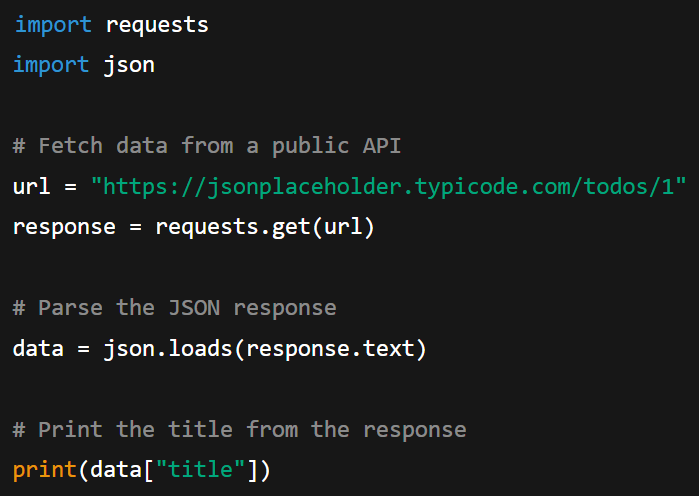 import requests
import json
# Fetch data from a public API
url = "https://jsonplaceholder.typicode.com/todos/1"
response = requests.get(url)
# Parse the JSON response
data = json.loads(response.text)
# Print the title from the response
print(data["title"])